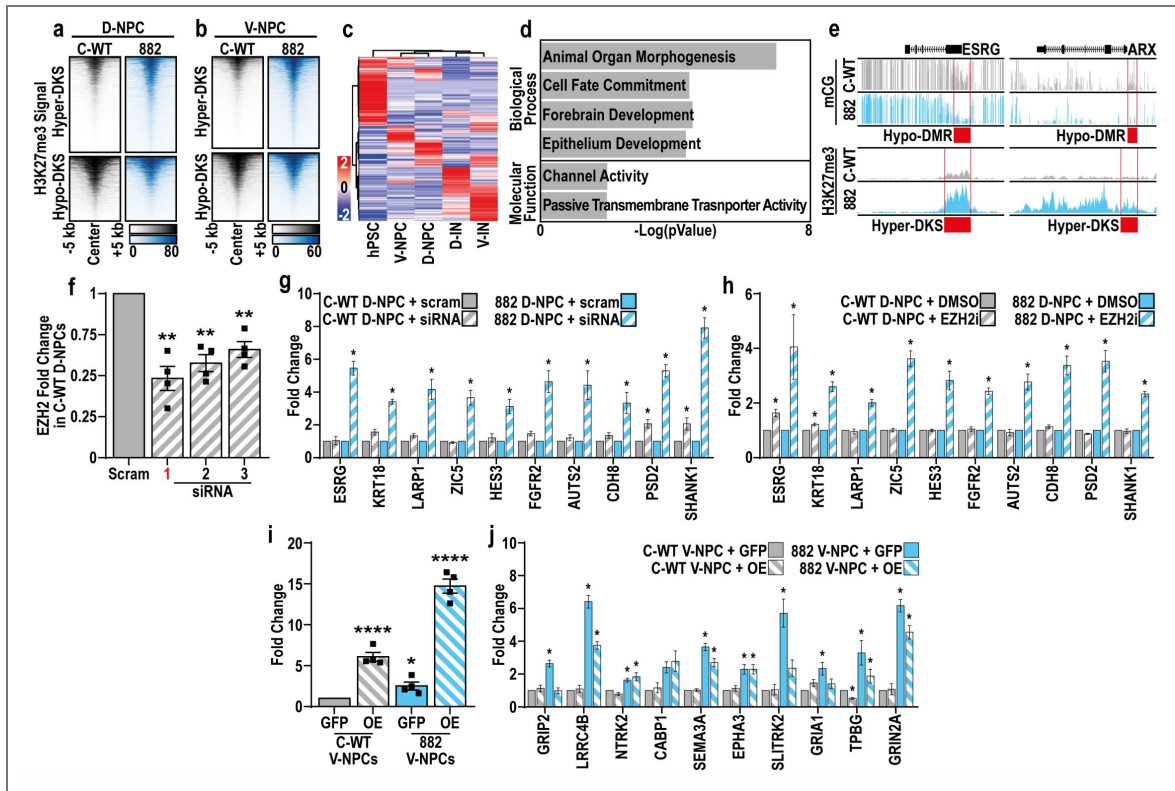 a
D-NPC
C-WT 882
H3K27me3 Signal
Hyper-DKS
Hypo-DKS
-5 kb
Center
+5 kb
0 80
b
V-NPC
C-WT 882
Hyper-DKS
Hypo-DKS
-5 kb
Center
+5 kb
0 60
c
2
0
-2
hPSC
V-NPC
D-NPC
D-IN
V-IN
d
Biological
Process
Animal Organ Morphogenesis
Cell Fate Commitment
Forebrain Development
Epithelium Development
Molecular
Function
Channel Activity
Passive Transmembrane Trasnporter Activity
0 -Log(pValue) 8
e
ESRG ARX
mCG
C-WT
882
Hypo-DMR Hypo-DMR
H3K27me3
C-WT
882
Hyper-DKS Hyper-DKS
f
EZH2 Fold Change
in C-WT D-NPCs
1
0.75
0.25
0.25
0
** ** **
Scram 1 2 3
siRNA
g
C-WT D-NPC + scram 882 D-NPC + scram
C-WT D-NPC + siRNA 882 D-NPC + siRNA
Fold Change
10
8
6
4
2
0
* * * * * * * * * * * *
ESRG
KRT18
LARP1
ZIC5
HES3
FGFR2
AUTS2
CDH8
PSD2
SHANK1
h
C-WT D-NPC + DMSO 882 D-NPC + DMSO
C-WT D-NPC + EZH2i 882 D-NPC + EZH2i
Fold Change
6
5
4
3
2
1
0
* * * * * * * * * * * *
ESRG
KRT18
LARP1
ZIC5
HES3
FGFR2
AUTS2
CDH8
PSD2
SHANK1
i
Fold Change
20
15
10
5
0
**** * ****
GFP OE GFP OE
C-WT 882
V-NPCs V-NPCs
j
C-WT V-NPC + GFP 882 V-NPC + GFP
C-WT V-NPC + OE 882 V-NPC + OE
Fold Change
10
8
6
4
2
0
* * * * * * * * * * * * * * * *
GRIP2
LRRC4B
NTRK2
CABP1
SEMA3A
EPHA3
SLITRK2
GRIA1
TPBG
GRIN2A